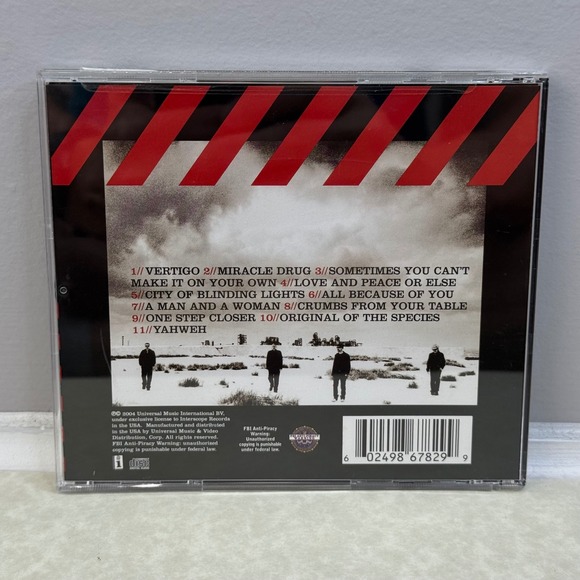 1//VERTIGO 2//MIRACLE DRUG 3//SOMETIMES YOU CAN'T
MAKE IT ON YOUR OWN 4//LOVE AND PEACE OR ELSE
5//CITY OF BLINDING LIGHTS 6//ALL BECAUSE OF YOU
7//A MAN AND A WOMAN 8//CRUMBS FROM YOUR TABLE
9//ONE STEP CLOSER 10//ORIGINAL OF THE SPECIES
11//YAHWEH
℗© 2004 Universal Music International BV.
under exclusive license to Interscope Records
in the USA. Manufactured and distributed
in the USA by Universal Music & Video
Distribution, Corp. All rights reserved.
FBI Anti-Piracy Warning: unauthorized
copying is punishable under federal law.
FBI Anti-Piracy
Warning:
Unauthorized
copying is punishable
under federal law.
6 02498 67829 9